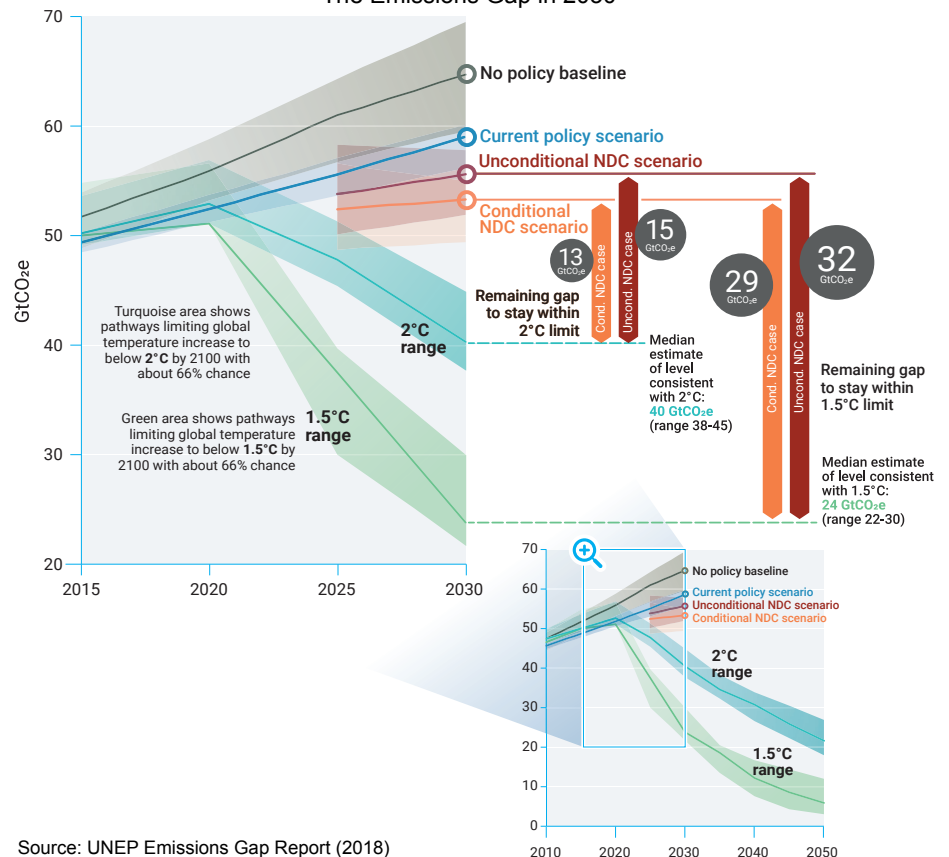 The Emissions Gap in 2030
70
60
50
40
30
20
GtCO₂e
2015
2020
2025
2030
No policy baseline
Current policy scenario
Unconditional NDC scenario
Conditional
NDC scenario
Turquoise area shows
pathways limiting global
temperature increase to
below 2°C by 2100 with
about 66% chance
Green area shows pathways
limiting global temperature
increase to below 1.5°C by
2100 with about 66% chance
2°C
range
1.5°C
range
13
GtCO₂e
15
GtCO₂e
29
GtCO₂e
32
GtCO₂e
Cond. NDC case
Uncond. NDC case
Cond. NDC case
Uncond. NDC case
Remaining gap
to stay within
2°C limit
Median
estimate
of level
consistent
with 2°C:
40 GtCO₂e
(range 38-45)
Remaining gap
to stay within
1.5°C limit
Median estimate
of level consistent
with 1.5°C:
24 GtCO₂e
(range 22-30)
70
60
50
40
30
20
10
0
2010
2020
2030
2040
2050
No policy baseline
Current policy scenario
Unconditional NDC scenario
Conditional NDC scenario
2°C
range
1.5°C
range
Source: UNEP Emissions Gap Report (2018)